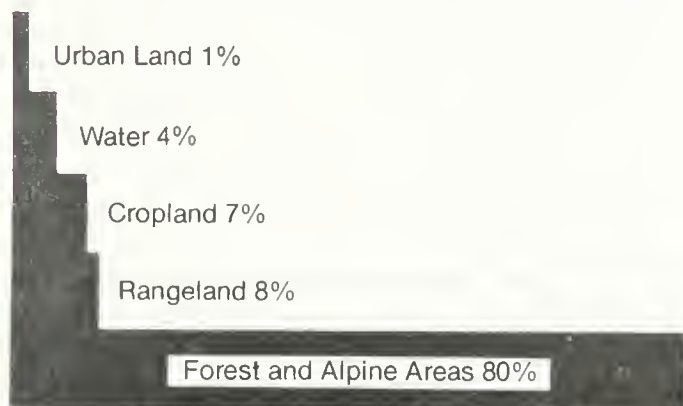 Urban Land 1%
Water 4%
Cropland 7%
Rangeland 8%
Forest and Alpine Areas 80%